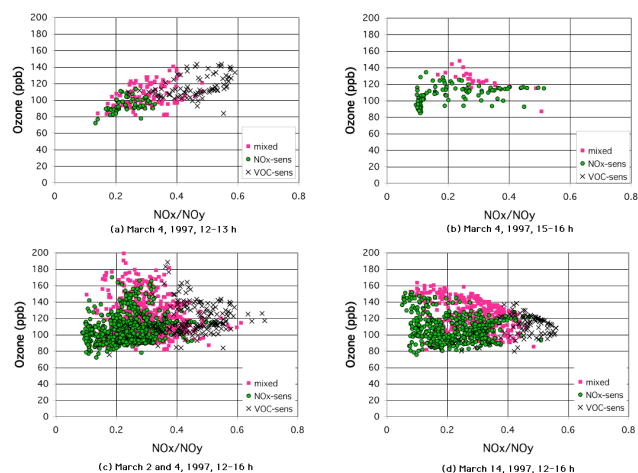 200
180
160
140
120
100
80
60
40
20
0
Ozone (ppb)
0
0.2
0.4
0.6
0.8
NOx/NOy
mixed
NOx-sens
VOC-sens
(a) March 4, 1997, 12-13 h
200
180
160
140
120
100
80
60
40
20
0
Ozone (ppb)
0
0.2
0.4
0.6
0.8
NOx/NOy
mixed
NOx-sens
VOC-sens
(b) March 4, 1997, 15-16 h
200
180
160
140
120
100
80
60
40
20
0
Ozone (ppb)
0
0.2
0.4
0.6
0.8
NOx/NOy
mixed
NOx-sens
VOC-sens
(c) March 2 and 4, 1997, 12-16 h
200
180
160
140
120
100
80
60
40
20
0
Ozone (ppb)
0
0.2
0.4
0.6
0.8
NOx/NOy
mixed
NOx-sens
VOC-sens
(d) March 14, 1997, 12-16 h